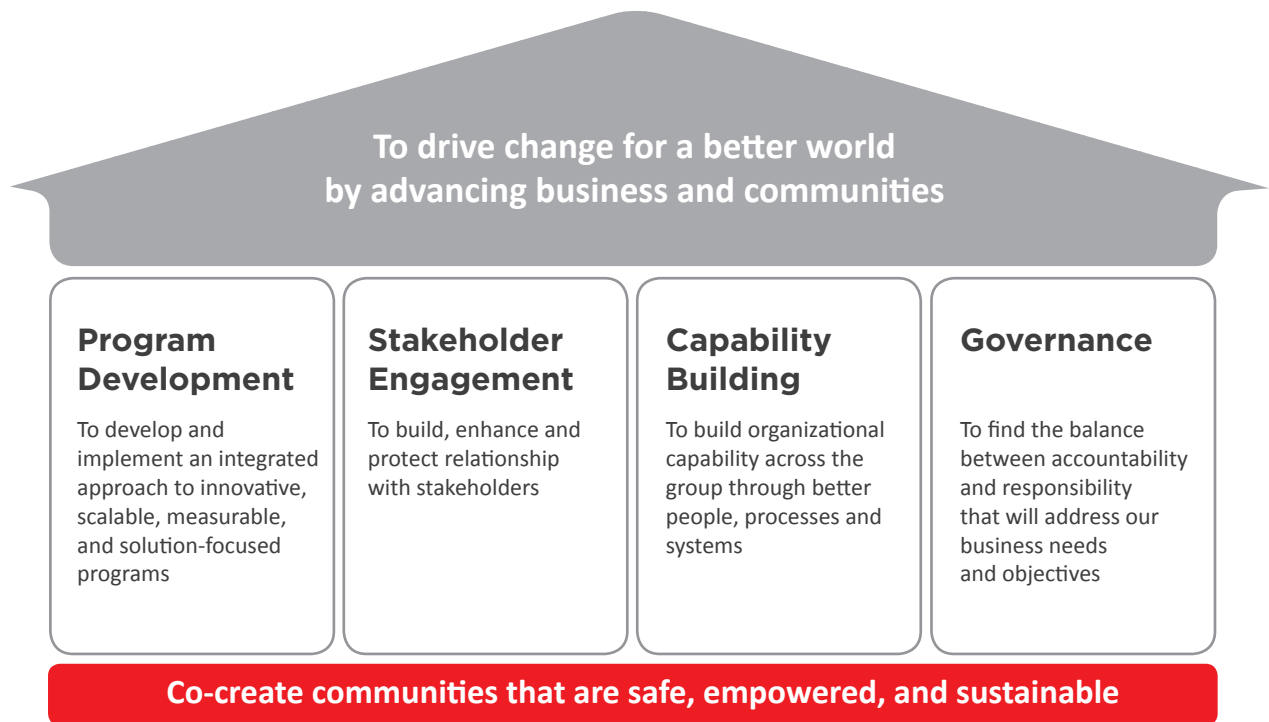 To drive change for a better world
by advancing business and communities
Program
Development
To develop and
implement an integrated
approach to innovative,
scalable, measurable,
and solution-focused
programs
Stakeholder
Engagement
To build, enhance and
protect relationship
with stakeholders
Capability
Building
To build organizational
capability across the
group through better
people, processes and
systems
Governance
To find the balance
between accountability
and responsibility
that will address our
business needs
and objectives
Co-create communities that are safe, empowered, and sustainable